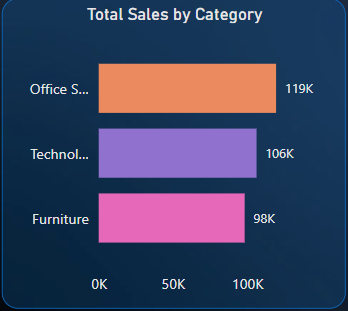 Total Sales by Category
Office S... 119K
Technol... 106K
Furniture 98K
0K 50K 100K